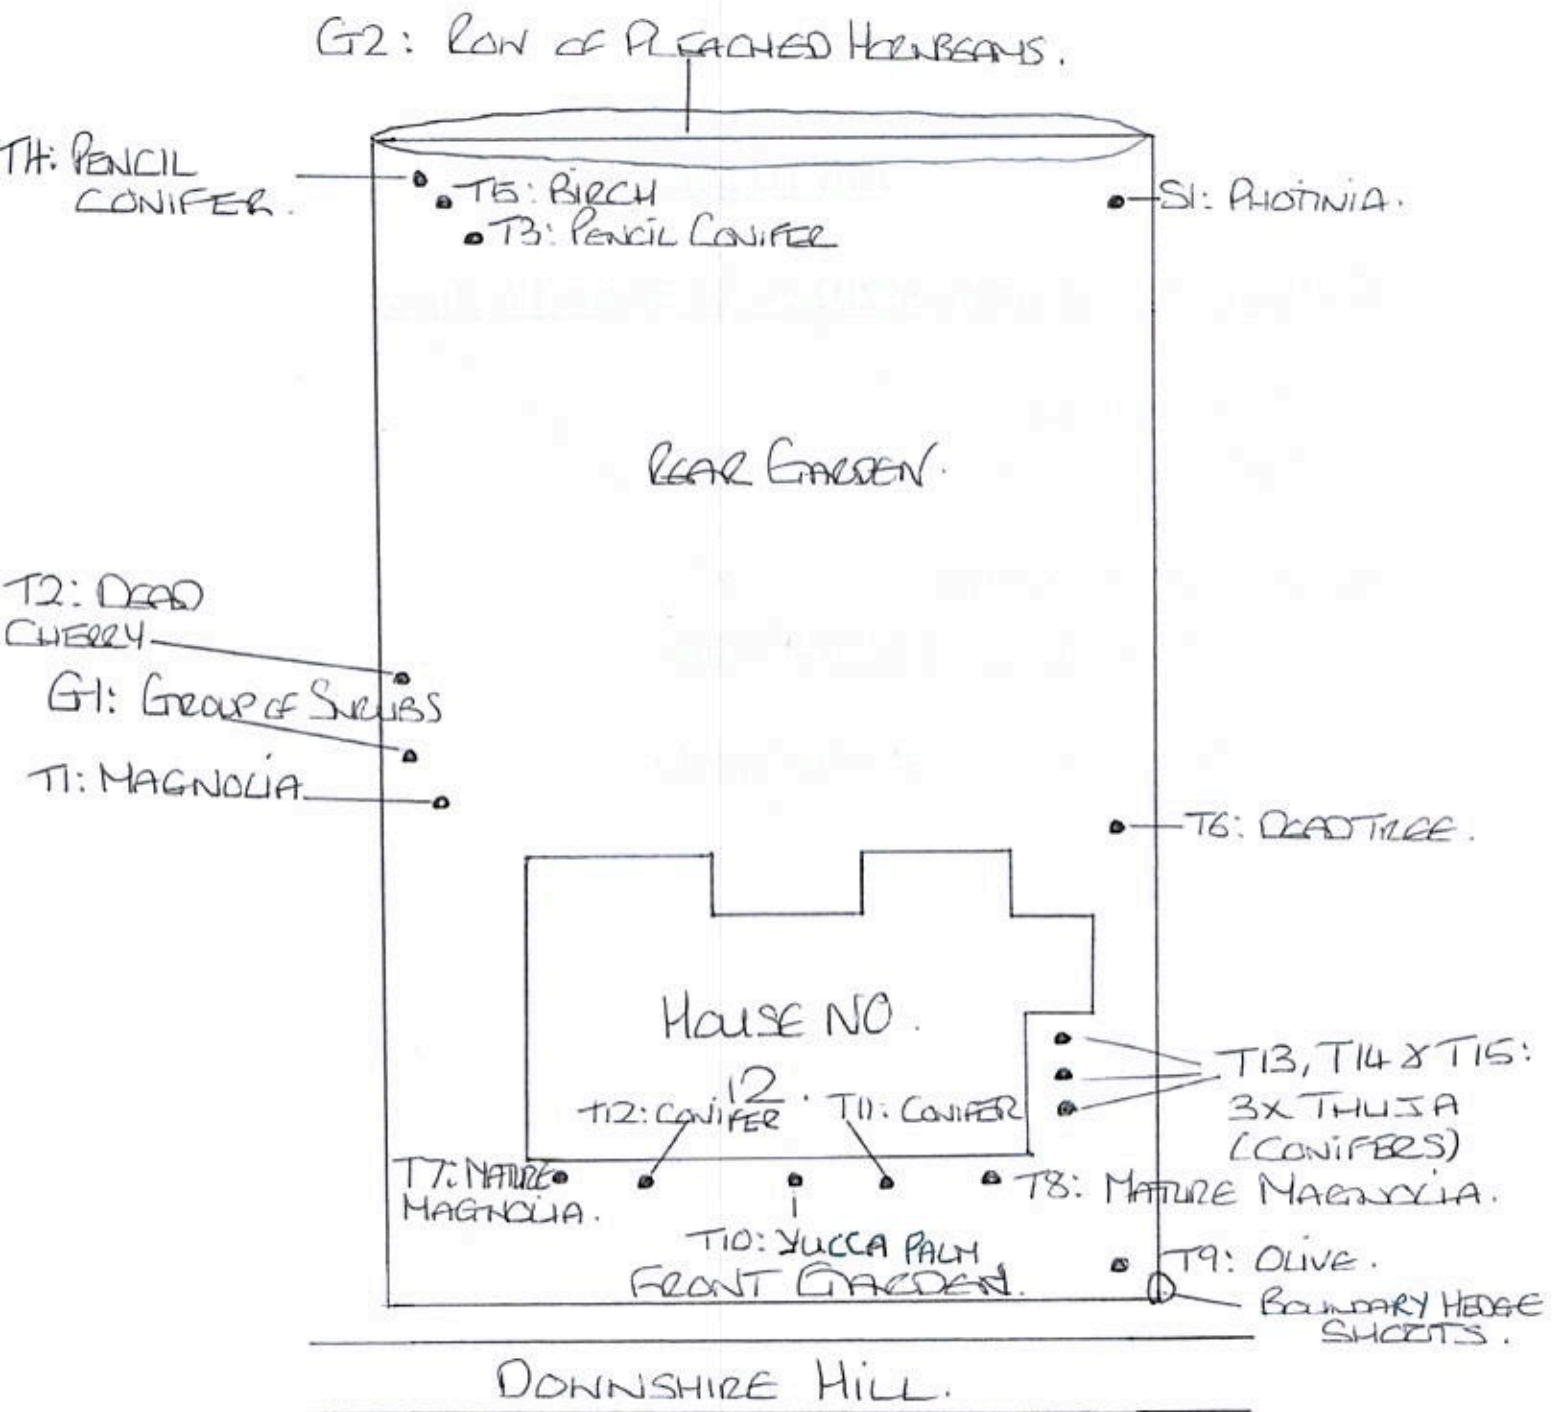 G2: ROW OF PLEACHED HORNBEAMS.
T4: PENCIL
CONIFER.
T5: BIRCH
T3: PENCIL CONIFER
S1: PHOTINIA.
REAR GARDEN.
T2: DEAD
CHERRY
G1: GROUP OF SHRUBS
T1: MAGNOLIA
T6: DEAD TREE.
HOUSE NO.
12.
T12: CONIFER
T11: CONIFER
T13, T14 & T15:
3X THUJA
(CONIFERS)
T7: MATURE
MAGNOLIA.
T8: MATURE MAGNOLIA.
T10: YUCCA PALM
FRONT GARDEN.
T9: OLIVE.
BOUNDARY HEDGE
SHOOTS.
DOWNSHIRE HILL.